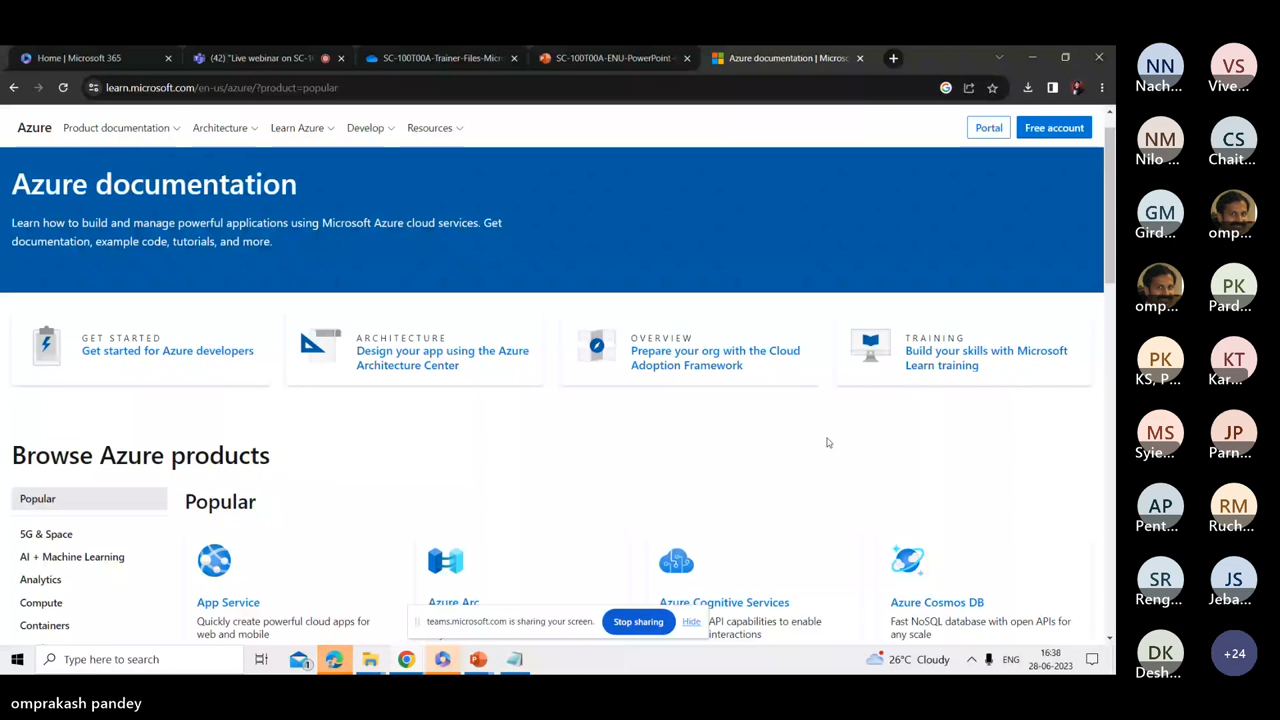 Home | Microsoft 365
(42) "Live webinar on SC-1
SC-100T00A-Trainer-Files-Micr
SC-100T00A-ENU-PowerPoint
Azure documentation | Micros
learn.microsoft.com/en-us/azure/?product=popular
Azure
Product documentation
Architecture
Learn Azure
Develop
Resources
Portal
Free account
Azure documentation
Learn how to build and manage powerful applications using Microsoft Azure cloud services. Get
documentation, example code, tutorials, and more.
GET STARTED
Get started for Azure developers
ARCHITECTURE
Design your app using the Azure
Architecture Center
OVERVIEW
Prepare your org with the Cloud
Adoption Framework
TRAINING
Build your skills with Microsoft
Learn training
Browse Azure products
Popular
5G & Space
AI + Machine Learning
Analytics
Compute
Containers
Popular
App Service
Quickly create powerful cloud apps for
web and mobile
Azure Arc
Azure Cognitive Services
API capabilities to enable
interactions
Azure Cosmos DB
Fast NoSQL database with open APIs for
any scale
teams.microsoft.com is sharing your screen.
Stop sharing
Hide
Type here to search
1
26°C Cloudy
ENG
16:38
28-06-2023
NN
Nach...
VS
Vive...
NM
Nilo ...
CS
Chait...
GM
Gird...
omp...
omp...
PK
Pard...
PK
KS, P...
KT
Kar...
MS
Syie...
JP
Parn...
AP
Pent...
RM
Ruch...
SR
Reng...
JS
Jeba...
DK
Desh...
+24
omprakash pandey